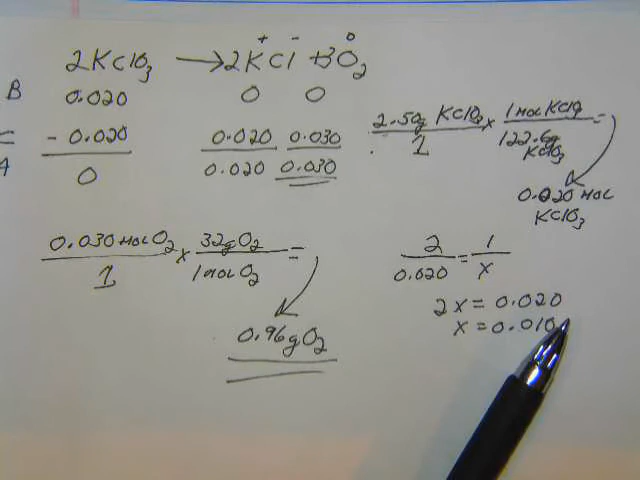 + - 0
2KClO3 → 2KCl + 3O2
B 0.020 0 0
= - 0.020 0.020 0.030
A 0 0.020 0.030
2.50g KClO3 / 1 x 1 mol KClO3 / 122.6g KClO3 =
0.020 mol KClO3
0.030 mol O2 / 1 x 32g O2 / 1 mol O2 =
0.96g O2
2 / 0.020 = 1 / x
2x = 0.020
x = 0.010